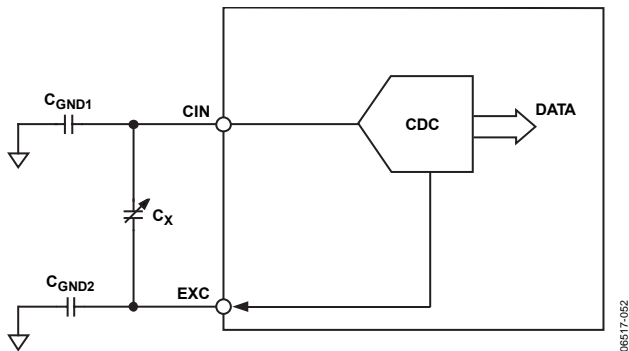 CGND1
CIN
CDC
DATA
CX
CGND2
EXC
06517-052